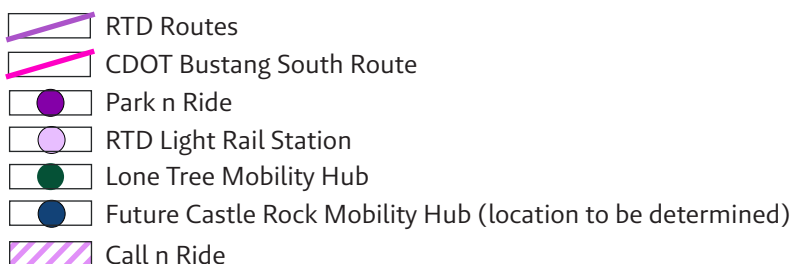 RTD Routes
CDOT Bustang South Route
Park n Ride
RTD Light Rail Station
Lone Tree Mobility Hub
Future Castle Rock Mobility Hub (location to be determined)
Call n Ride